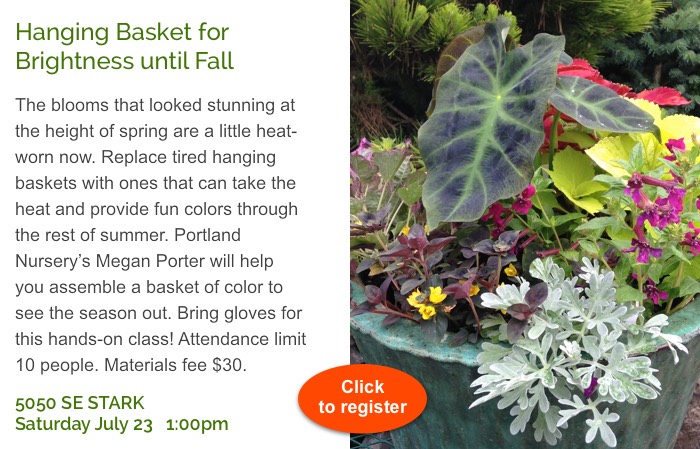 Hanging Basket for
Brightness until Fall
The blooms that looked stunning at
the height of spring are a little heat-
worn now. Replace tired hanging
baskets with ones that can take the
heat and provide fun colors through
the rest of summer. Portland
Nursery’s Megan Porter will help
you assemble a basket of color to
see the season out. Bring gloves for
this hands-on class! Attendance limit
10 people. Materials fee $30.
5050 SE STARK
Saturday July 23 1:00pm
Click
to register